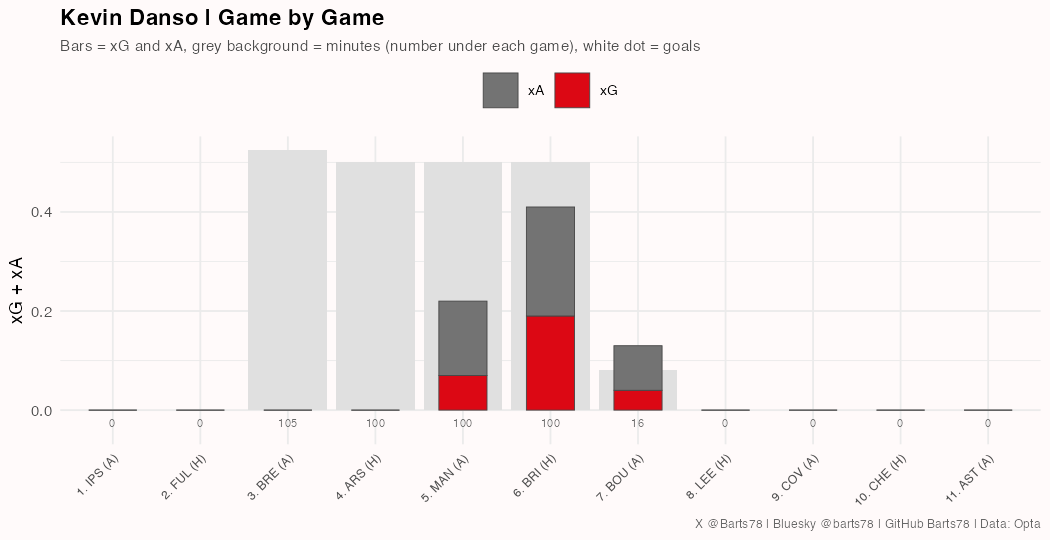 Kevin Danso | Game by Game
Bars = xG and xA, grey background = minutes (number under each game), white dot = goals
xA xG
xG + xA
0.4
0.2
0.0
0 0 105 100 100 100 16 0 0 0 0
1. IPS (A) 2. FUL (H) 3. BRE (A) 4. ARS (H) 5. MAN (A) 6. BRI (H) 7. BOU (A) 8. LEE (H) 9. COV (A) 10. CHE (H) 11. AST (A)
X @Barts78 | Bluesky @barts78 | GitHub Barts78 | Data: Opta